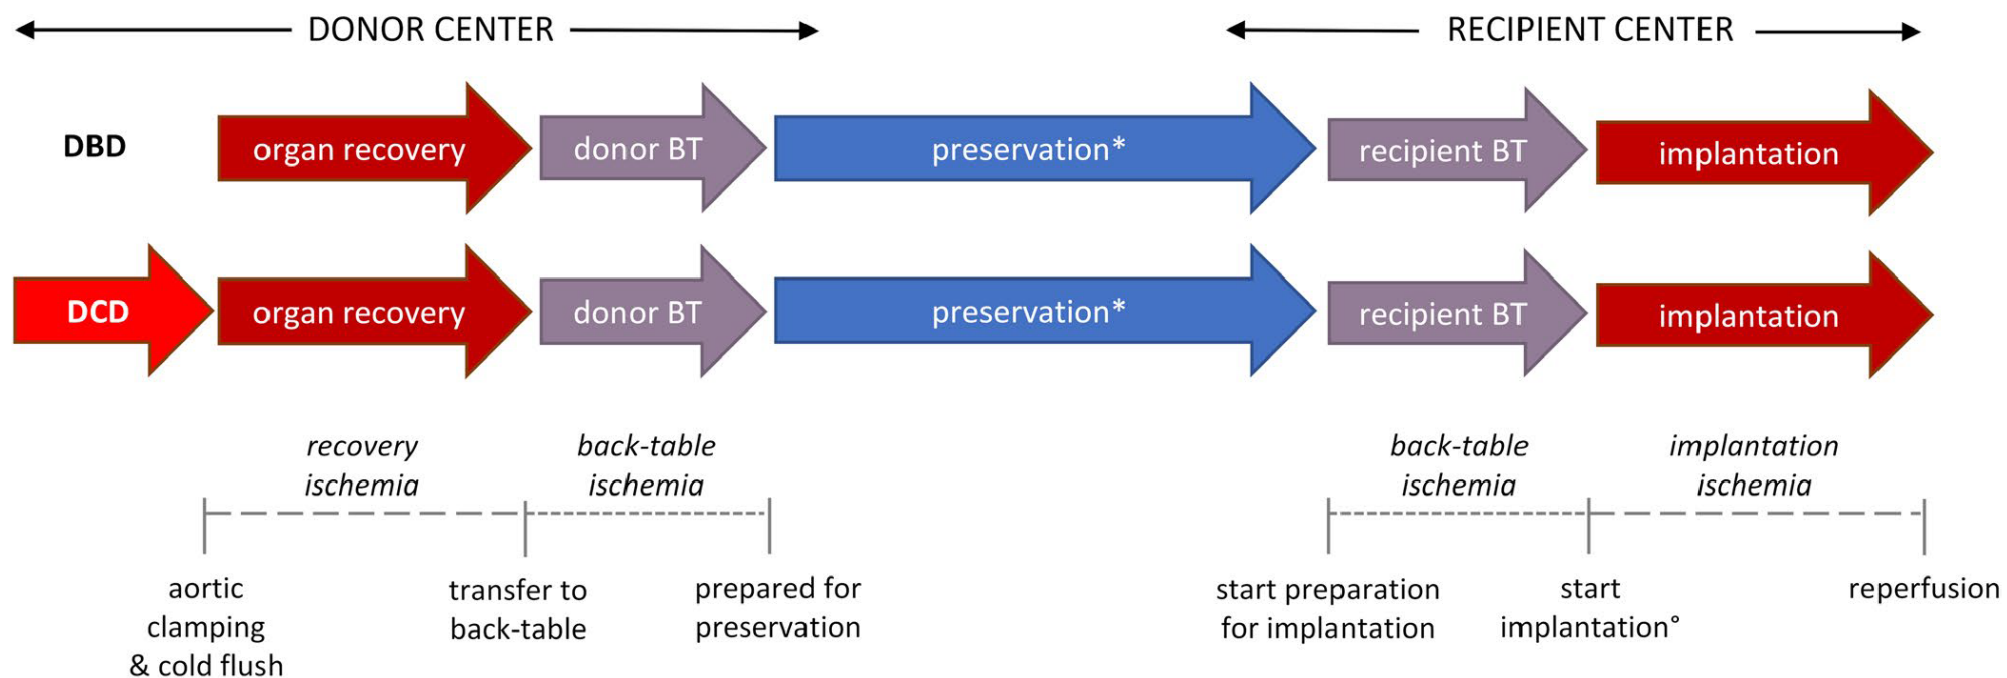 DONOR CENTER
RECIPIENT CENTER
DBD
organ recovery
donor BT
preservation*
recipient BT
implantation
DCD
organ recovery
donor BT
preservation*
recipient BT
implantation
recovery
ischemia
back-table
ischemia
back-table
ischemia
implantation
ischemia
aortic
clamping
& cold flush
transfer to
back-table
prepared for
preservation
start preparation
for implantation
start
implantation°
reperfusion